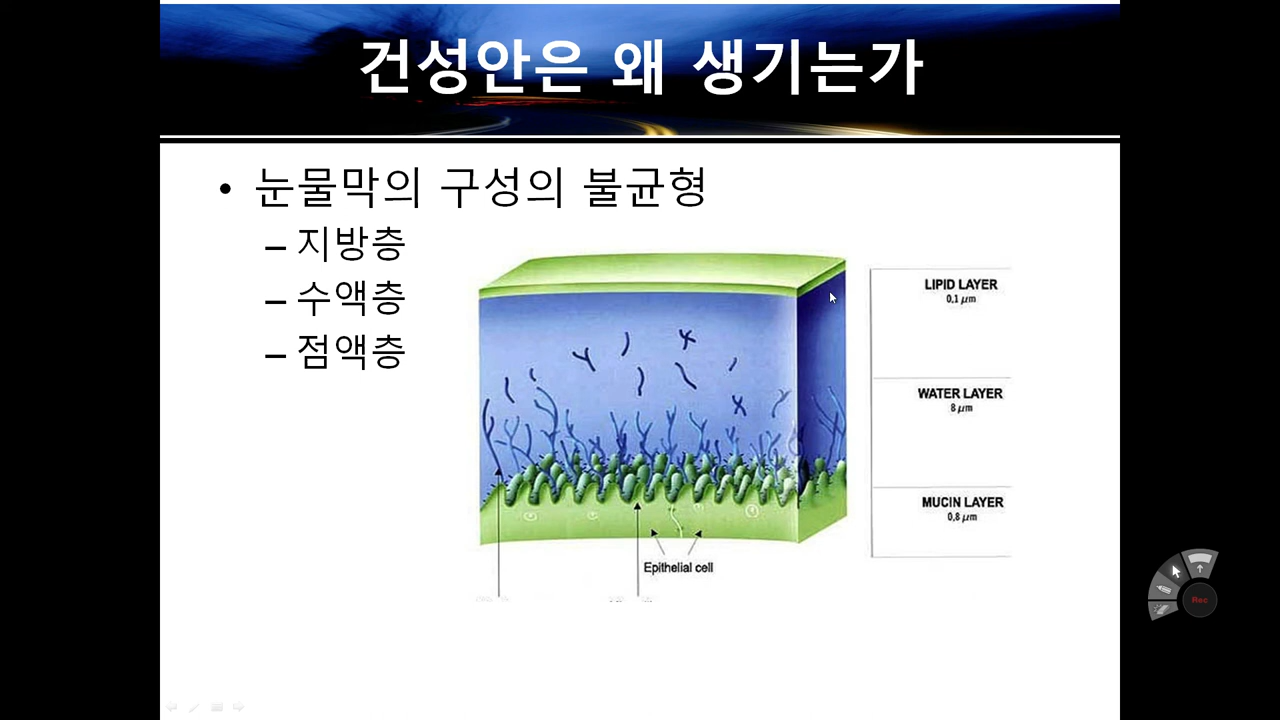 건성안은 왜 생기는가
• 눈물막의 구성의 불균형
– 지방층
– 수액층
– 점액층
LIPID LAYER
0,1 µm
WATER LAYER
8 µm
MUCIN LAYER
0,8 µm
Epithelial cell
Rec